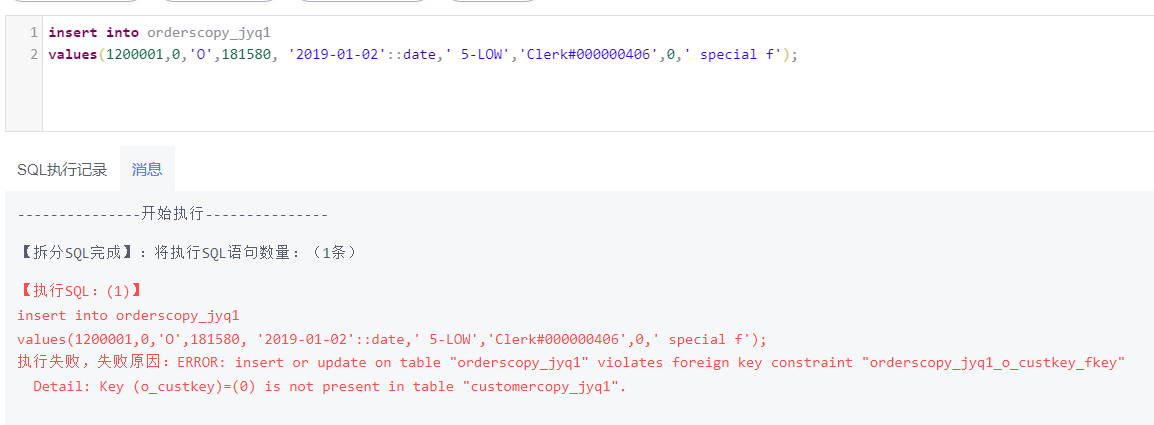 1 insert into orderscopy_jyq1
2 values(1200001,0,'O',181580, '2019-01-02'::date,' 5-LOW','Clerk#000000406',0,' special f');
SQL执行记录 消息
---------------开始执行---------------
【拆分SQL完成】：将执行SQL语句数量：（1条）
【执行SQL：(1)】
insert into orderscopy_jyq1
values(1200001,0,'O',181580, '2019-01-02'::date,' 5-LOW','Clerk#000000406',0,' special f');
执行失败，失败原因：ERROR: insert or update on table "orderscopy_jyq1" violates foreign key constraint "orderscopy_jyq1_o_custkey_fkey"
Detail: Key (o_custkey)=(0) is not present in table "customercopy_jyq1".